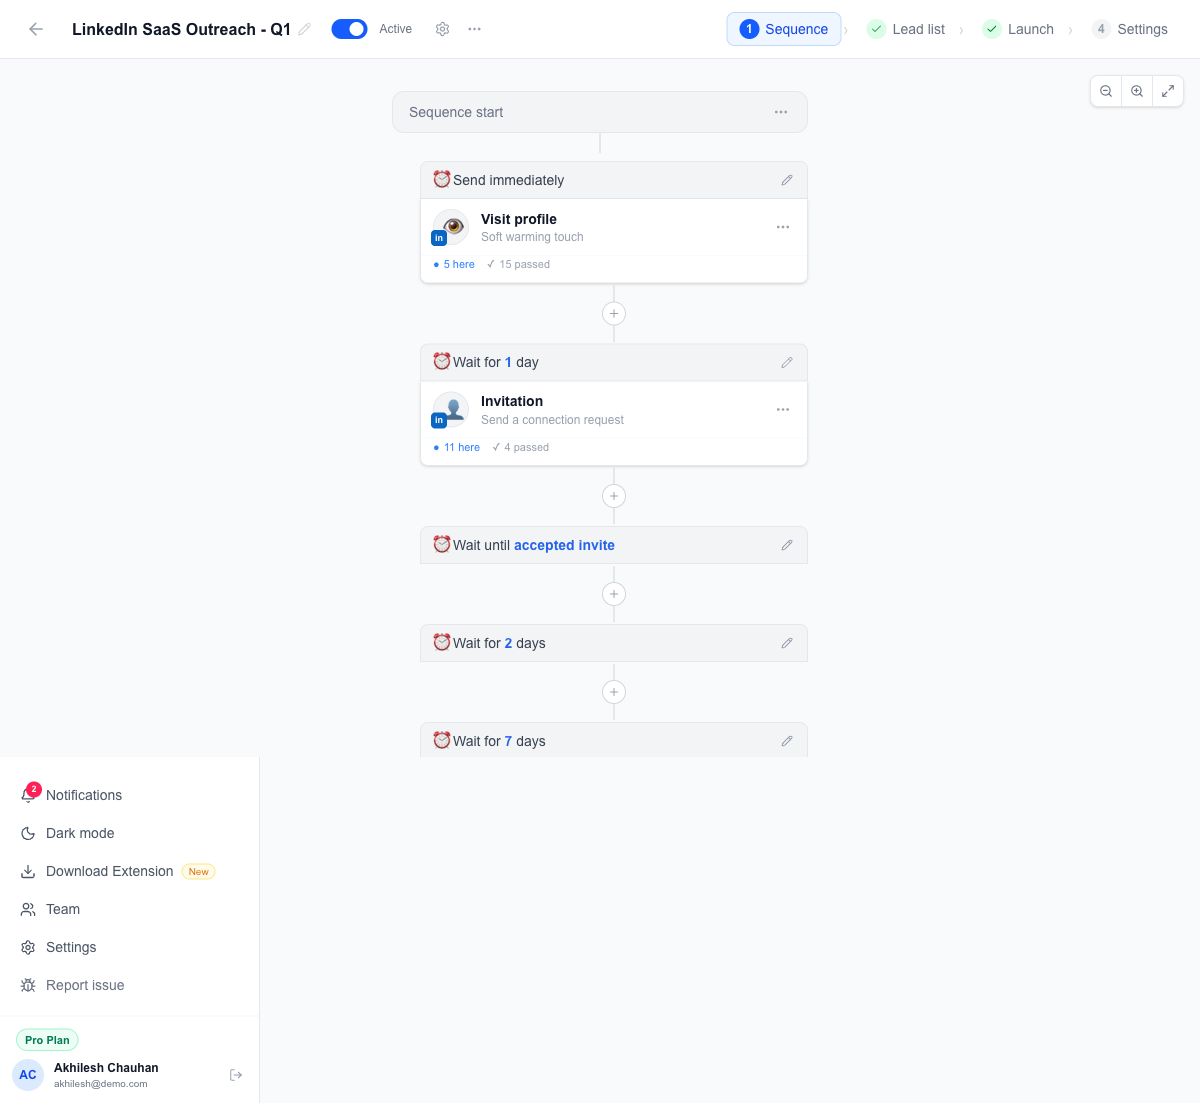 LinkedIn SaaS Outreach - Q1
Active
1 Sequence
Lead list
Launch
4 Settings
Sequence start
Send immediately
Visit profile
Soft warming touch
in
5 here ✓ 15 passed
Wait for 1 day
Invitation
Send a connection request
in
11 here ✓ 4 passed
Wait until accepted invite
Wait for 2 days
Wait for 7 days
2
Notifications
Dark mode
Download Extension New
Team
Settings
Report issue
Pro Plan
AC
Akhilesh Chauhan
akhilesh@demo.com